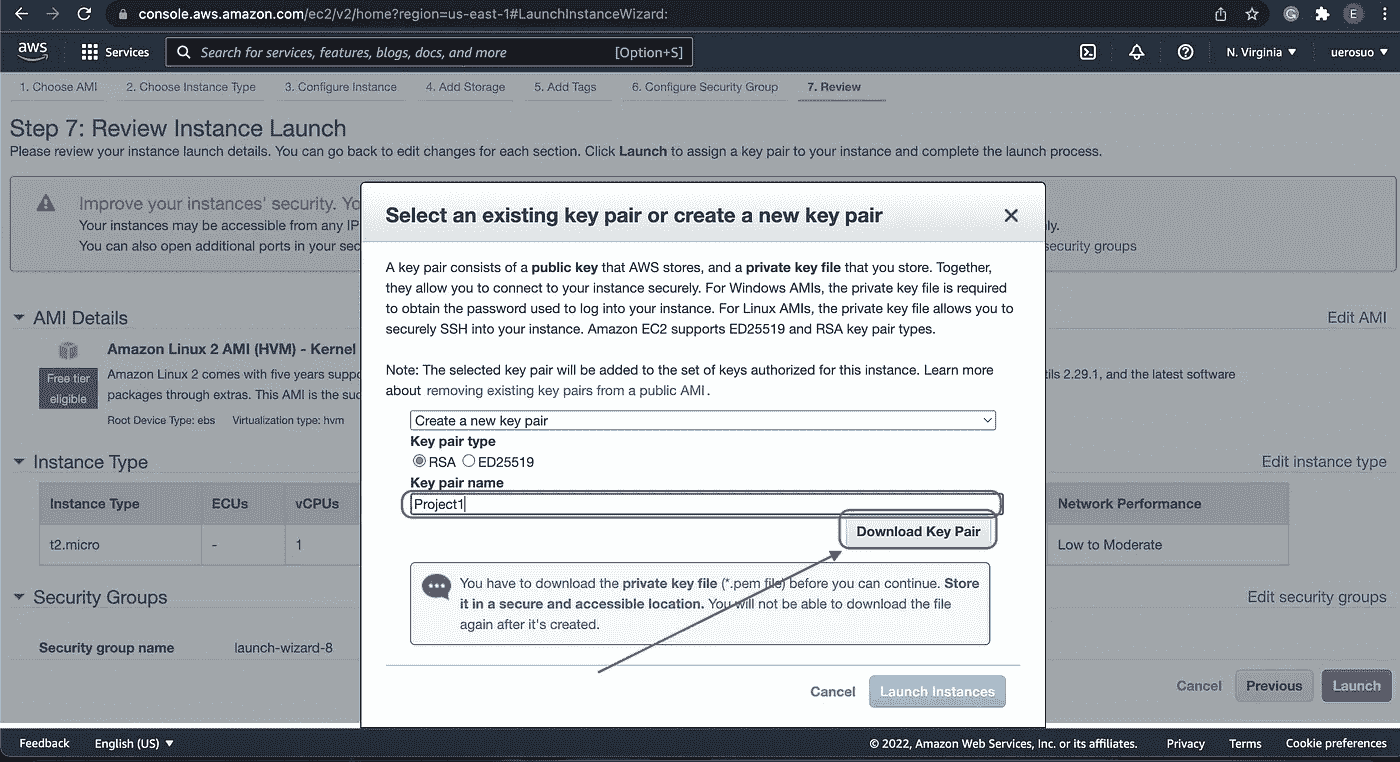 console.aws.amazon.com/ec2/v2/home?region=us-east-1#LaunchInstanceWizard:
E
aws
Services
Search for services, features, blogs, docs, and more [Option+S]
N. Virginia
uerosuo
1. Choose AMI 2. Choose Instance Type 3. Configure Instance 4. Add Storage 5. Add Tags 6. Configure Security Group 7. Review
Step 7: Review Instance Launch
Please review your instance launch details. You can go back to edit changes for each section. Click Launch to assign a key pair to your instance and complete the launch process.
Improve your instances' security. Yo
Your instances may be accessible from any IP
ly.
You can also open additional ports in your sec
security groups
Select an existing key pair or create a new key pair
A key pair consists of a public key that AWS stores, and a private key file that you store. Together,
they allow you to connect to your instance securely. For Windows AMIs, the private key file is required
to obtain the password used to log into your instance. For Linux AMIs, the private key file allows you to
securely SSH into your instance. Amazon EC2 supports ED25519 and RSA key pair types.
Note: The selected key pair will be added to the set of keys authorized for this instance. Learn more
about removing existing key pairs from a public AMI .
Create a new key pair
Key pair type
RSA ED25519
Key pair name
Project1
Download Key Pair
You have to download the private key file (*.pem file) before you can continue. Store
it in a secure and accessible location. You will not be able to download the file
again after it's created.
Cancel Launch Instances
AMI Details
Edit AMI
Amazon Linux 2 AMI (HVM) - Kernel
Free tier
eligible
Amazon Linux 2 comes with five years suppo
tils 2.29.1, and the latest software
packages through extras. This AMI is the suc
Root Device Type: ebs Virtualization type: hvm
Instance Type
Edit instance type
Instance Type ECUs vCPUs
Network Performance
t2.micro - 1
Low to Moderate
Security Groups
Edit security groups
Security group name launch-wizard-8
Cancel Previous Launch
Feedback English (US)
© 2022, Amazon Web Services, Inc. or its affiliates. Privacy Terms Cookie preferences